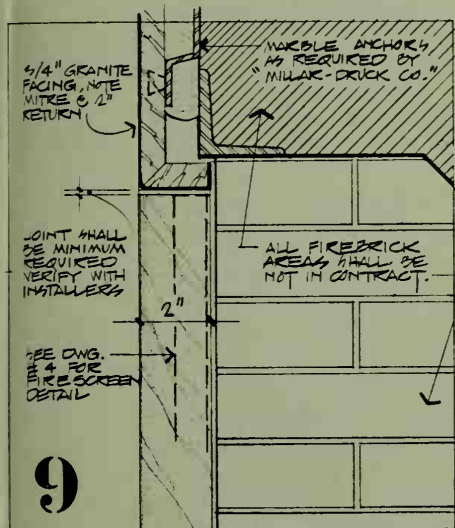 3/4" GRANITE
FACING, NOTE
MITRE @ 2"
RETURN
MARBLE ANCHORS
AS REQUIRED BY
"MILLAR-DRUCK CO."
JOINT SHALL
BE MINIMUM
REQUIRED
VERIFY WITH
INSTALLERS
ALL FIREBRICK
AREAS SHALL BE
NOT IN CONTRACT.
2"
SEE DWG.
# 4 FOR
FIRESCREEN
DETAIL
9